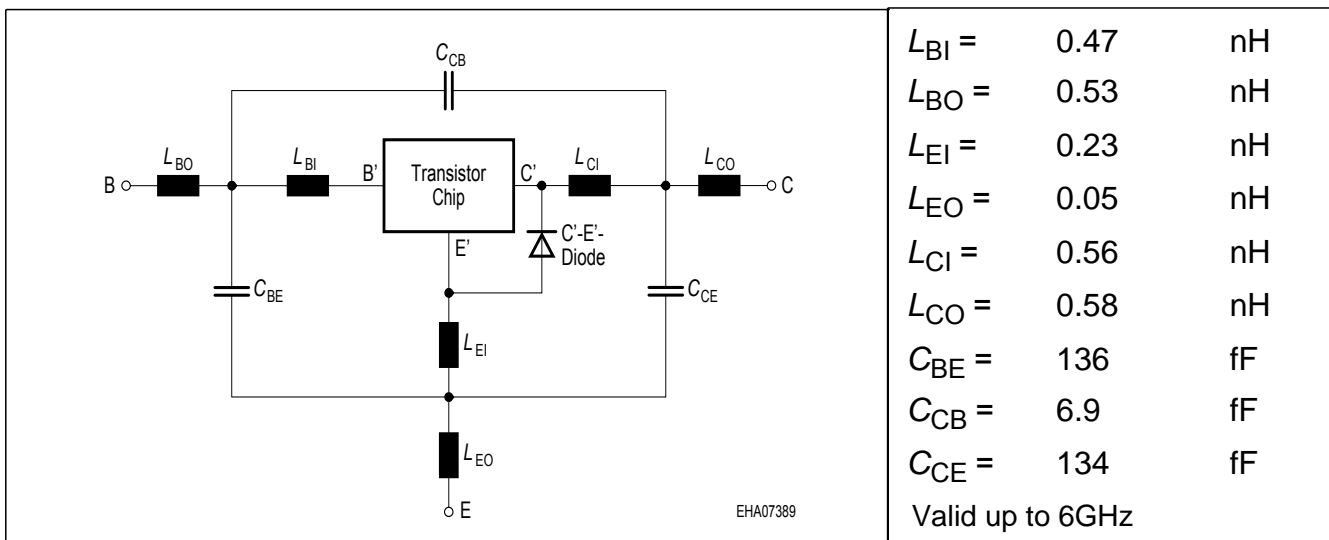 C_CB
L_BO
L_BI
B'
Transistor
Chip
C'
L_CI
L_CO
B
C
E'
C'-E'-
Diode
C_BE
C_CE
L_EI
L_EO
E
EHA07389
L_BI = 0.47 nH
L_BO = 0.53 nH
L_EI = 0.23 nH
L_EO = 0.05 nH
L_CI = 0.56 nH
L_CO = 0.58 nH
C_BE = 136 fF
C_CB = 6.9 fF
C_CE = 134 fF
Valid up to 6GHz